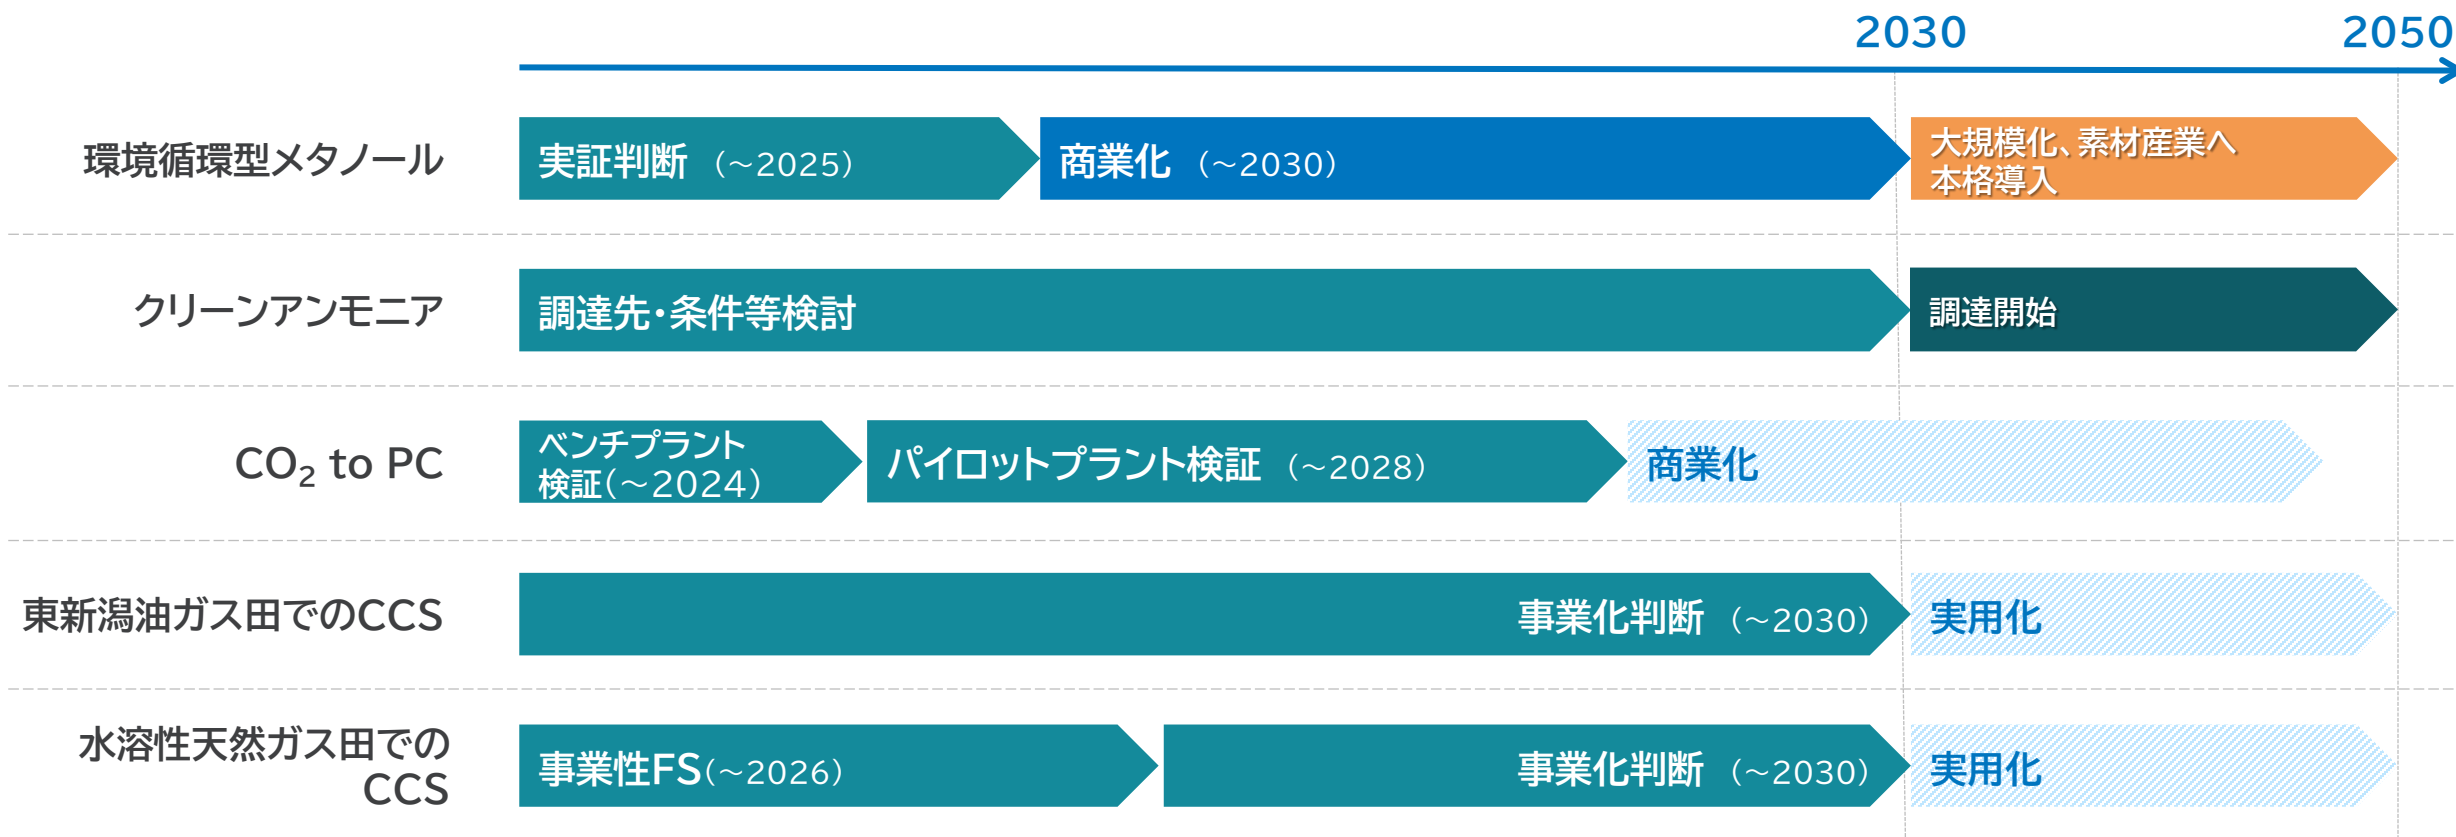 2030
2050
環境循環型メタノール
実証判断（～2025）
商業化（～2030）
大規模化、素材産業へ
本格導入
クリーンアンモニア
調達先・条件等検討
調達開始
CO₂ to PC
ベンチプラント
検証（～2024）
パイロットプラント検証（～2028）
商業化
東新潟油ガス田でのCCS
事業化判断（～2030）
実用化
水溶性天然ガス田での
CCS
事業性FS（～2026）
事業化判断（～2030）
実用化